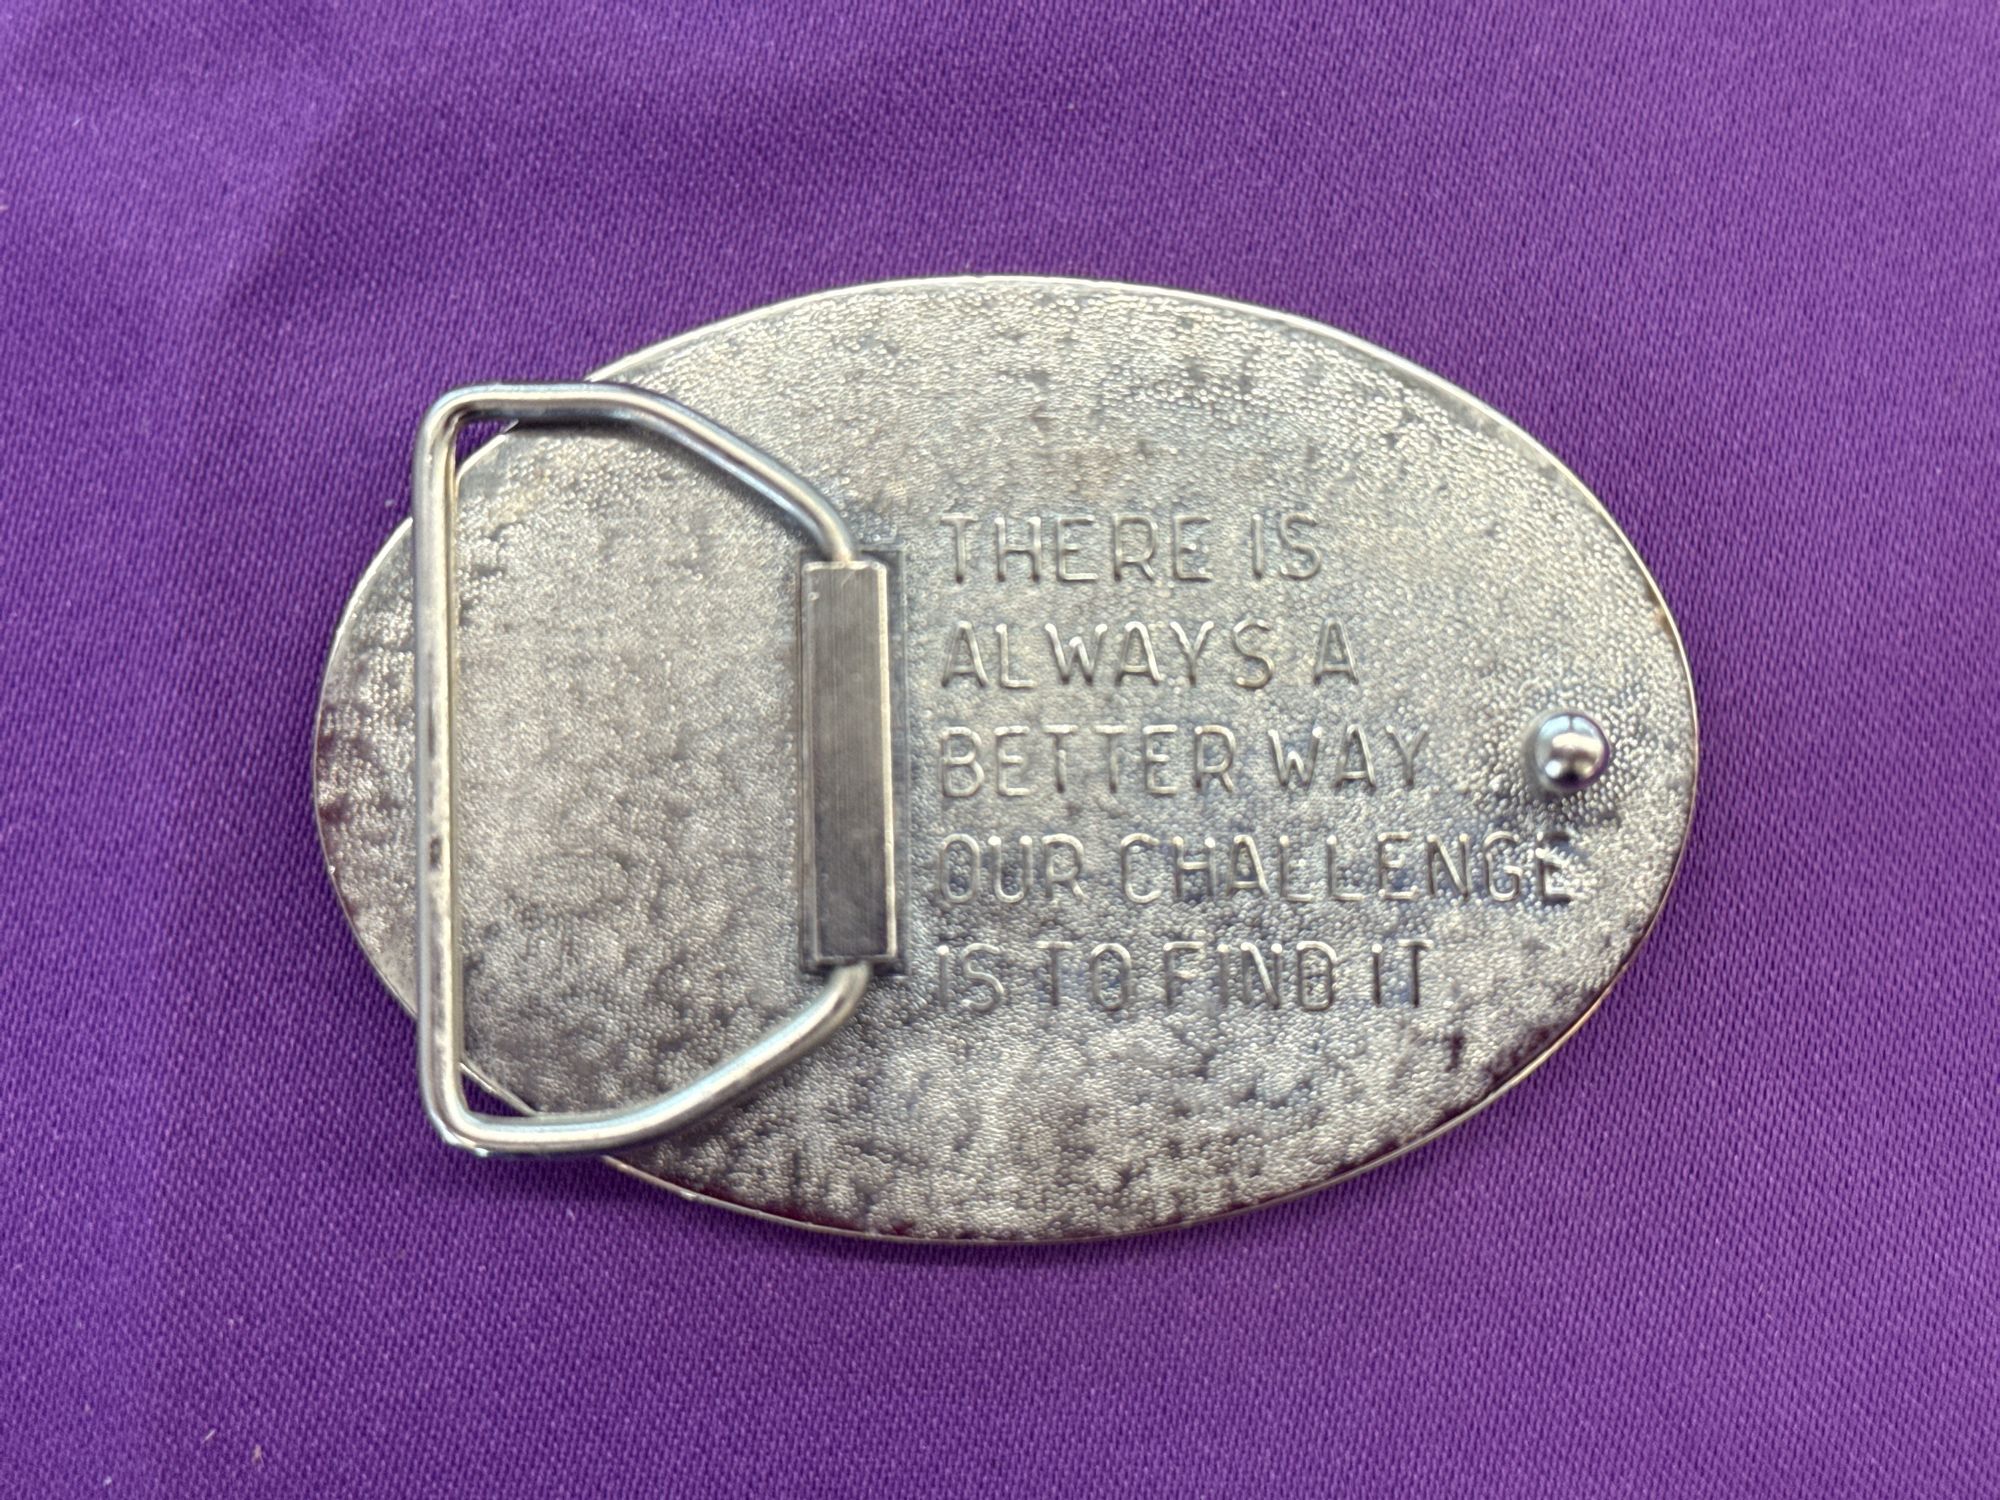 THERE IS
ALWAYS A
BETTER WAY...
OUR CHALLENGE
IS TO FIND IT